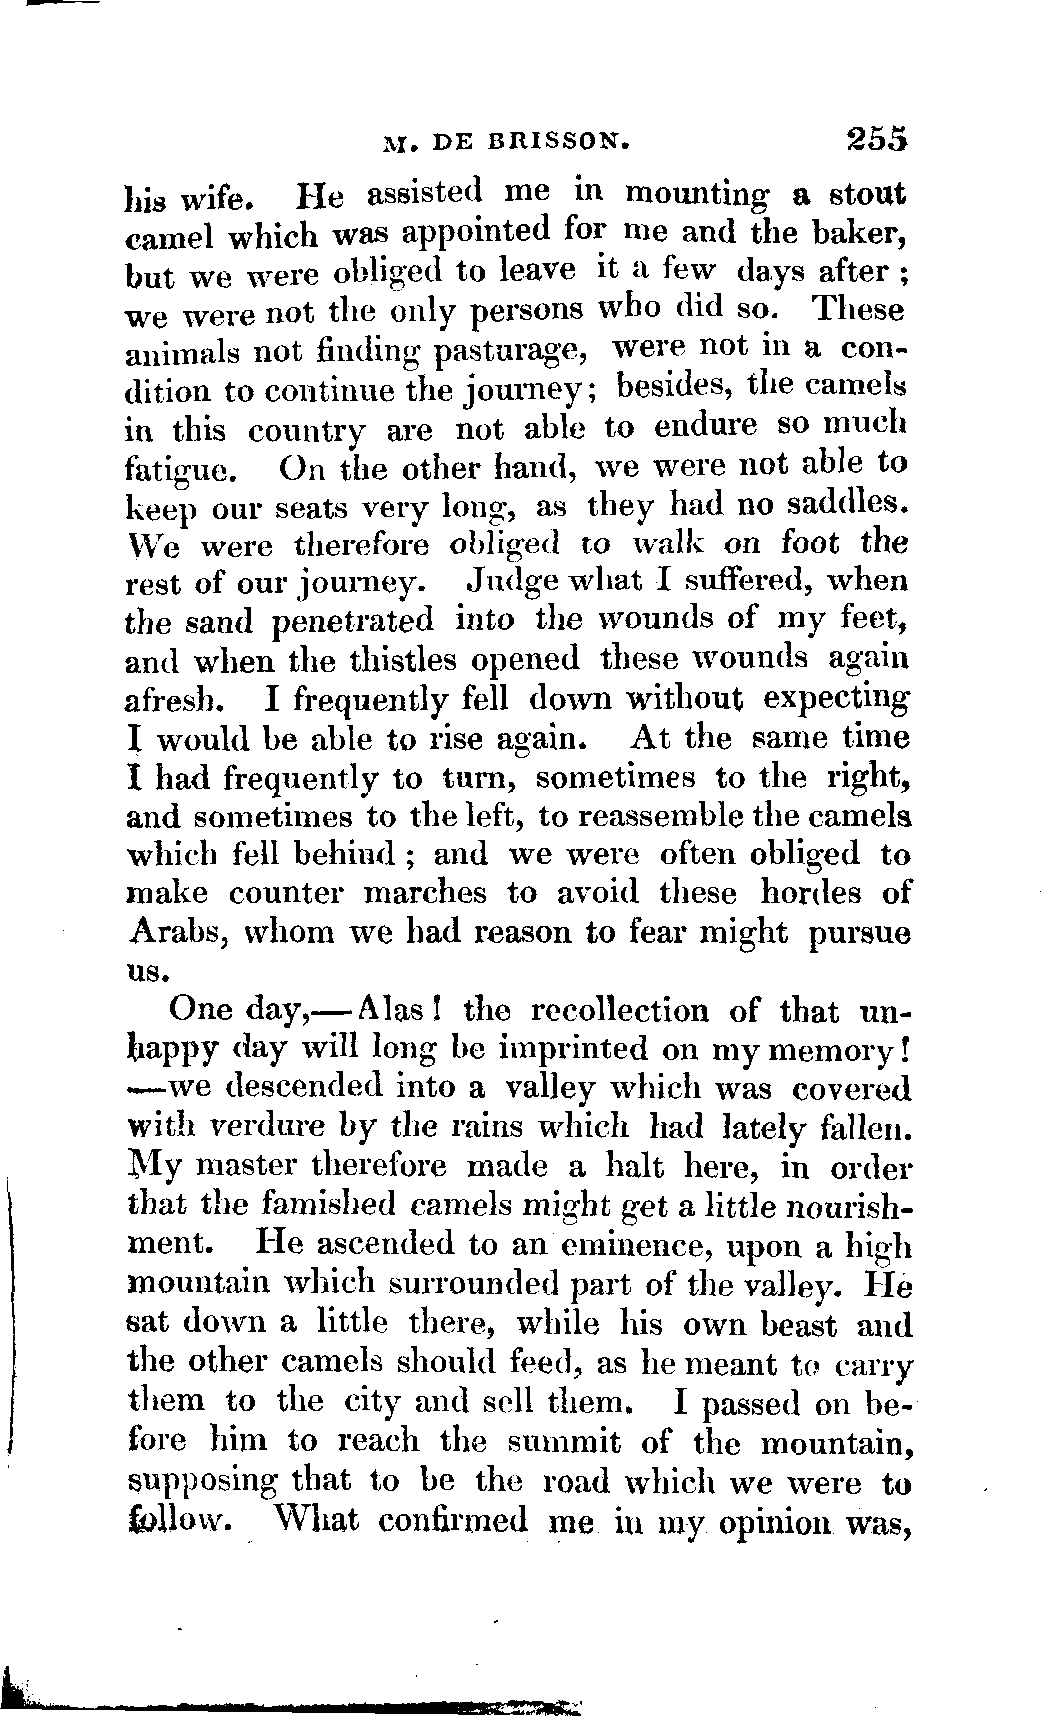 M. DE BRISSON. 255
his wife. He assisted me in mounting a stout
camel which was appointed for me and the baker,
but we were obliged to leave it a few days after ;
we were not the only persons who did so. These
animals not finding pasturage, were not in a con-
dition to continue the journey; besides, the camels
in this country are not able to endure so much
fatigue. On the other hand, we were not able to
keep our seats very long, as they had no saddles.
We were therefore obliged to walk on foot the
rest of our journey. Judge what I suffered, when
the sand penetrated into the wounds of my feet,
and when the thistles opened these wounds again
afresh. I frequently fell down without expecting
I would be able to rise again. At the same time
I had frequently to turn, sometimes to the right,
and sometimes to the left, to reassemble the camels
which fell behind ; and we were often obliged to
make counter marches to avoid these hordes of
Arabs, whom we had reason to fear might pursue
us.
One day,—Alas! the recollection of that un-
happy day will long be imprinted on my memory!
—we descended into a valley which was covered
with verdure by the rains which had lately fallen.
My master therefore made a halt here, in order
that the famished camels might get a little nourish-
ment. He ascended to an eminence, upon a high
mountain which surrounded part of the valley. He
sat down a little there, while his own beast and
the other camels should feed, as he meant to carry
them to the city and sell them. I passed on be-
fore him to reach the summit of the mountain,
supposing that to be the road which we were to
follow. What confirmed me in my opinion was,